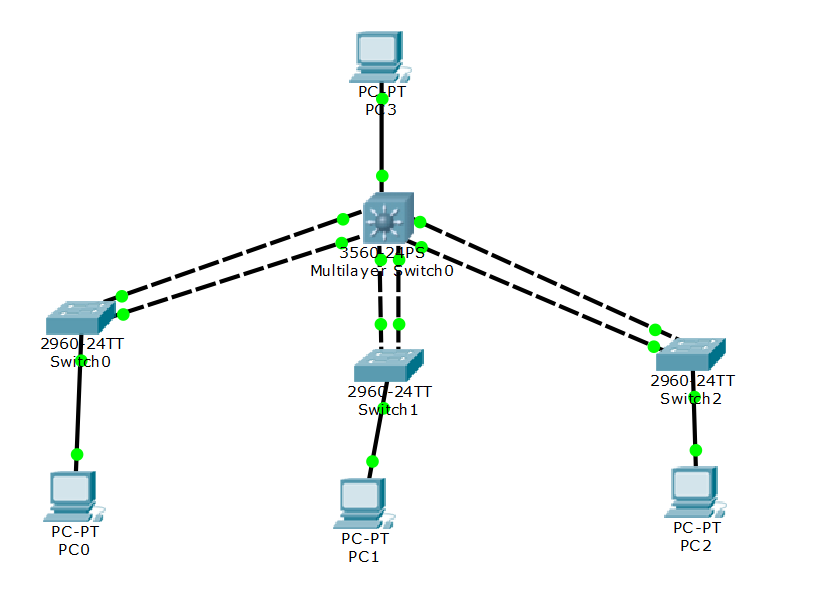 PC-PT
PC3
3560-24PS
Multilayer Switch0
2960-24TT
Switch0
2960-24TT
Switch1
2960-24TT
Switch2
PC-PT
PC0
PC-PT
PC1
PC-PT
PC2